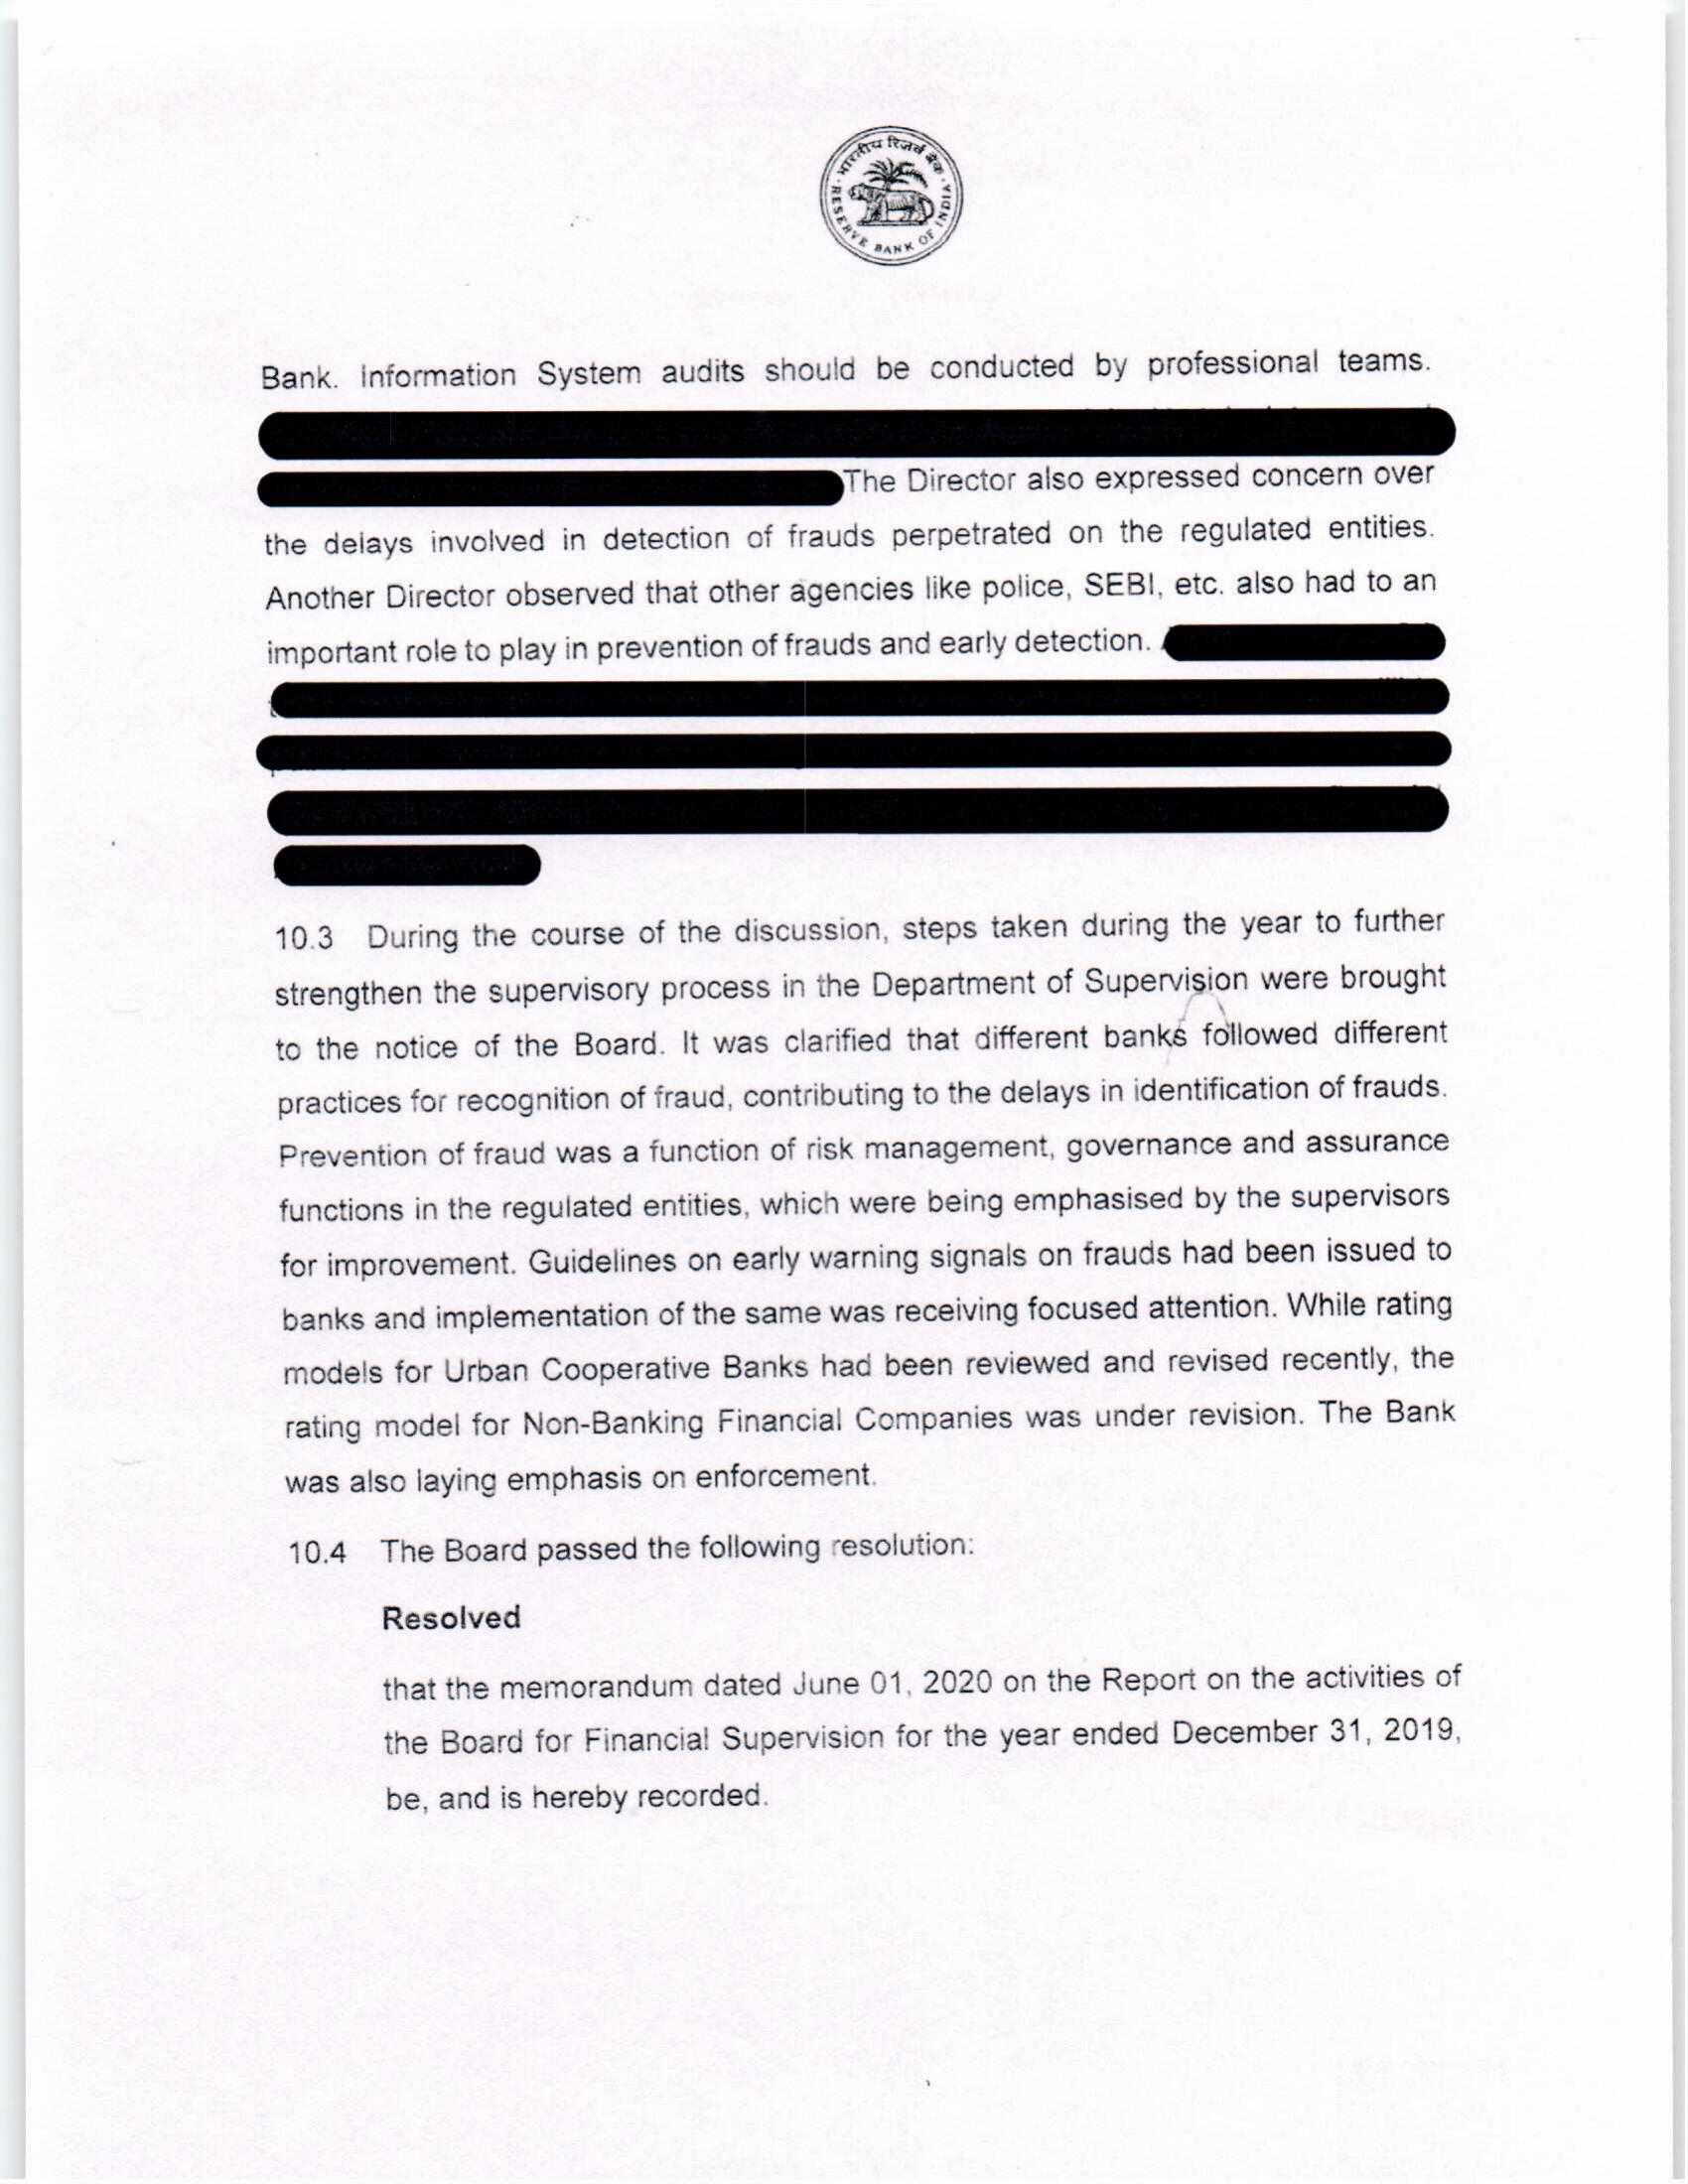 भारतीय रिज़र्व बैंक
RESERVE BANK OF INDIA
Bank. Information System audits should be conducted by professional teams.
The Director also expressed concern over
the delays involved in detection of frauds perpetrated on the regulated entities.
Another Director observed that other agencies like police, SEBI, etc. also had to an
important role to play in prevention of frauds and early detection.
10.3 During the course of the discussion, steps taken during the year to further
strengthen the supervisory process in the Department of Supervision were brought
to the notice of the Board. It was clarified that different banks followed different
practices for recognition of fraud, contributing to the delays in identification of frauds.
Prevention of fraud was a function of risk management, governance and assurance
functions in the regulated entities, which were being emphasised by the supervisors
for improvement. Guidelines on early warning signals on frauds had been issued to
banks and implementation of the same was receiving focused attention. While rating
models for Urban Cooperative Banks had been reviewed and revised recently, the
rating model for Non-Banking Financial Companies was under revision. The Bank
was also laying emphasis on enforcement.
10.4 The Board passed the following resolution:
Resolved
that the memorandum dated June 01, 2020 on the Report on the activities of
the Board for Financial Supervision for the year ended December 31, 2019,
be, and is hereby recorded.